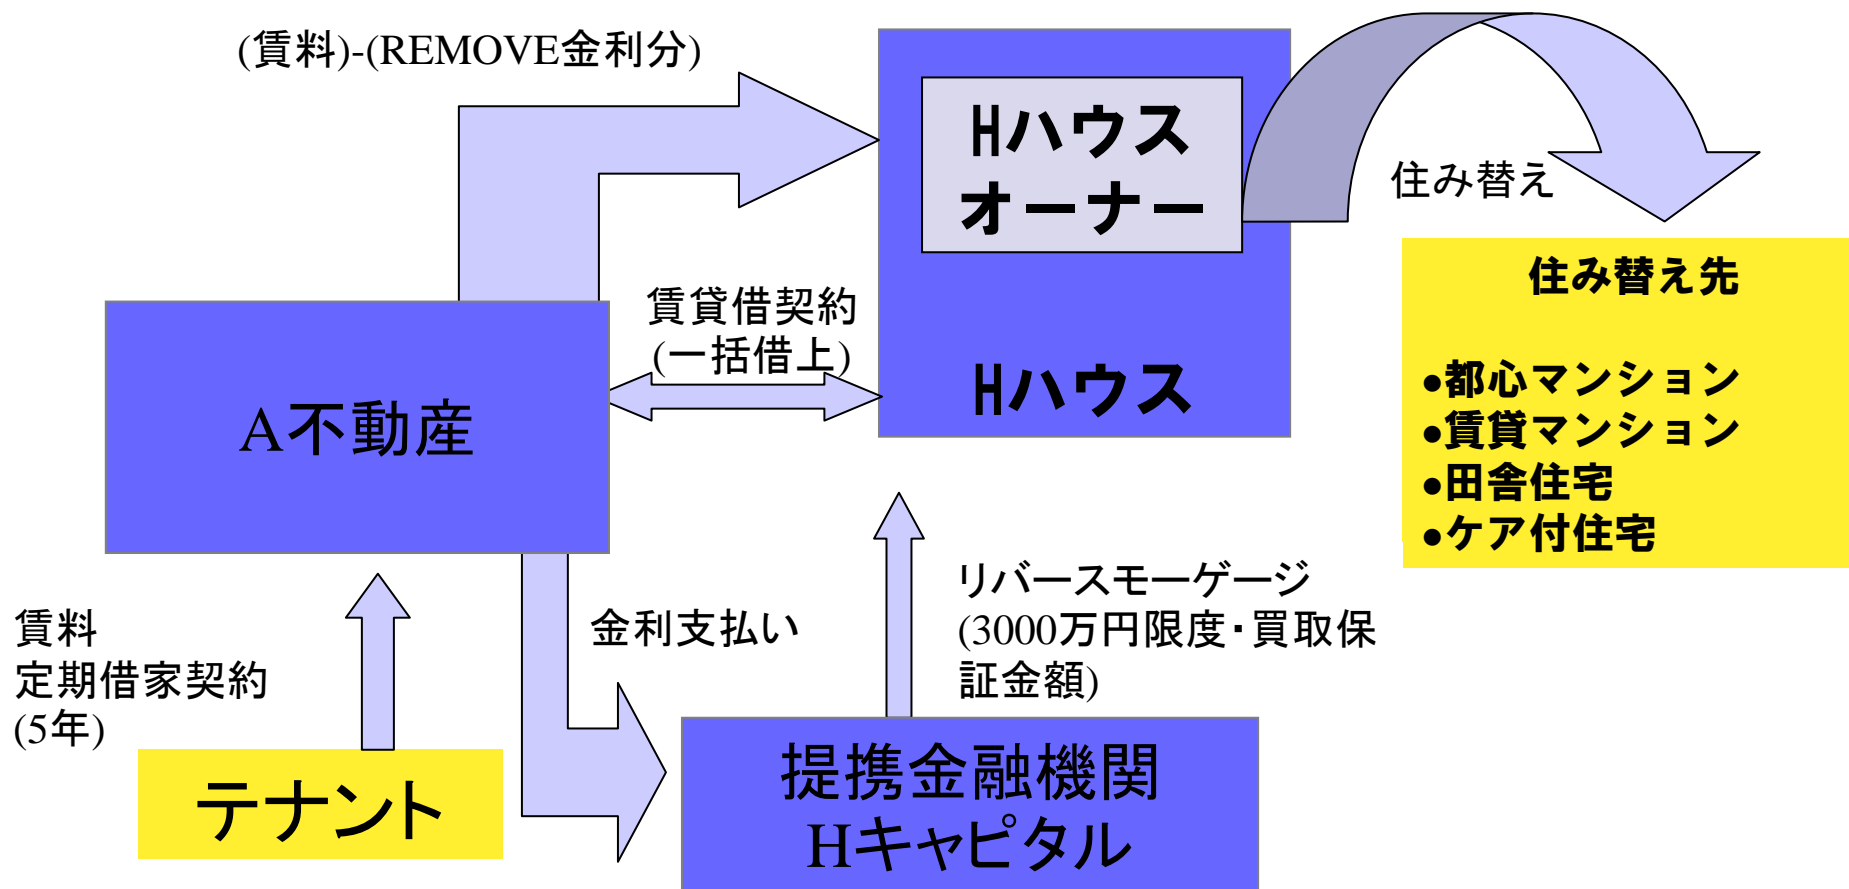 (賃料)-(REMOVE金利分)
Hハウス
オーナー
住み替え
住み替え先
●都心マンション
●賃貸マンション
●田舎住宅
●ケア付住宅
賃貸借契約
(一括借上)
Hハウス
A不動産
リバースモーゲージ
(3000万円限度・買取保
証金額)
金利支払い
賃料
定期借家契約
(5年)
テナント
提携金融機関
Hキャピタル